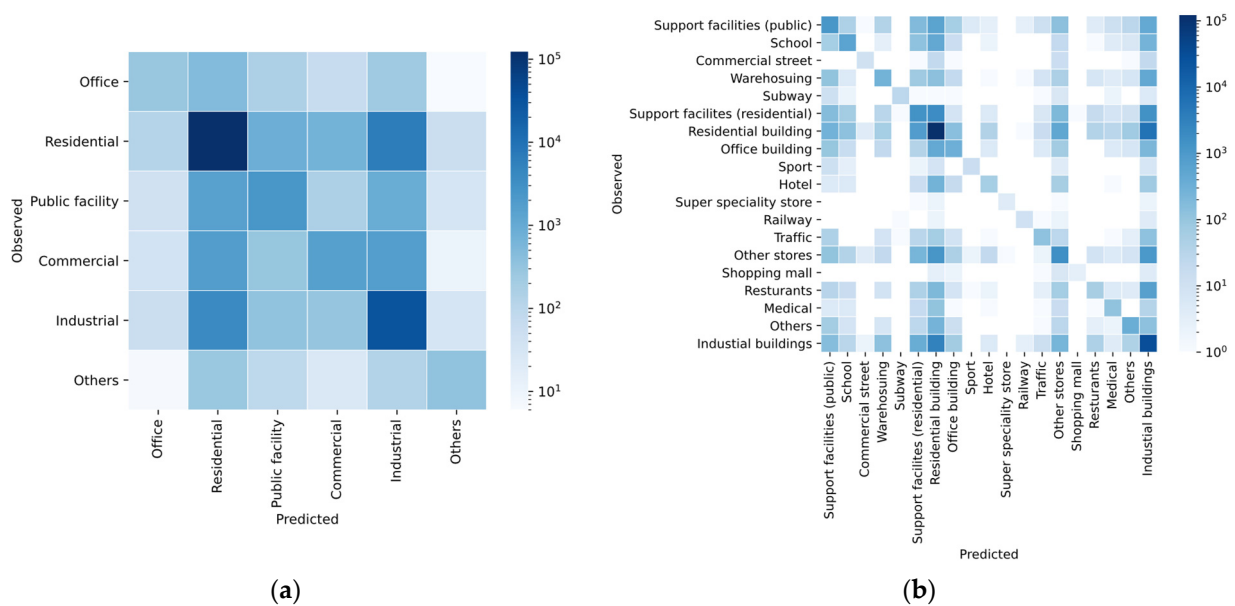 Office
Residential
Public facility
Commercial
Industrial
Others
Observed
Office
Residential
Public facility
Commercial
Industrial
Others
Predicted
10^5
10^4
10^3
10^2
10^1
(a)
Support facilities (public)
School
Commercial street
Warehosuing
Subway
Support facilites (residential)
Residential building
Office building
Sport
Hotel
Super speciality store
Railway
Traffic
Other stores
Shopping mall
Resturants
Medical
Others
Industial buildings
Observed
Support facilities (public)
School
Commercial street
Warehosuing
Subway
Support facilites (residential)
Residential building
Office building
Sport
Hotel
Super speciality store
Railway
Traffic
Other stores
Shopping mall
Resturants
Medical
Others
Industial buildings
Predicted
10^5
10^4
10^3
10^2
10^1
10^0
(b)